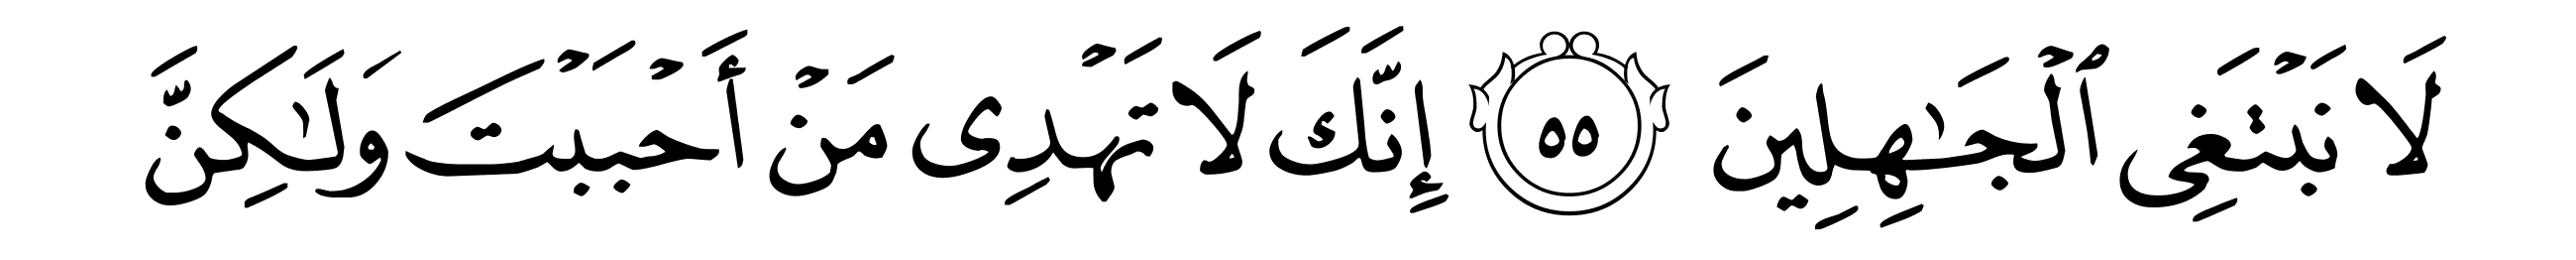 لَا نَبْتَغِى ٱلْجَـٰهِلِينَ ٥٥ إِنَّكَ لَا تَهْدِى مَنْ أَحْبَبْتَ وَلَـٰكِنَّ